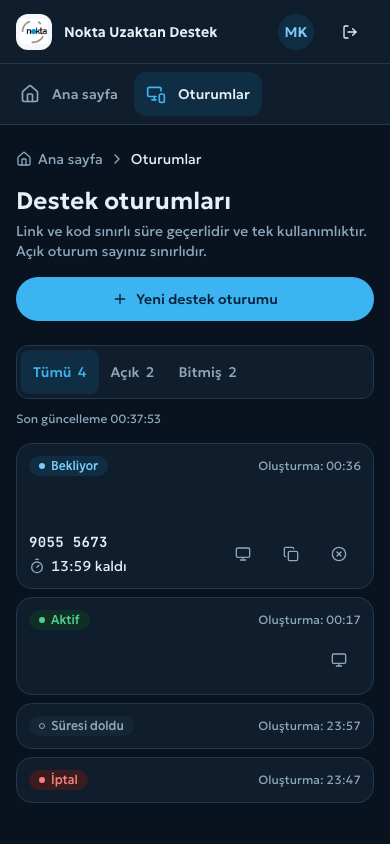 nokta
Nokta Uzaktan Destek
MK
Ana sayfa
Oturumlar
Ana sayfa
Oturumlar
Destek oturumları
Link ve kod sınırlı süre geçerlidir ve tek kullanımlıktır.
Açık oturum sayınız sınırlıdır.
Yeni destek oturumu
Tümü 4
Açık 2
Bitmiş 2
Son güncelleme 00:37:53
Bekliyor
Oluşturma: 00:36
9055 5673
13:59 kaldı
Aktif
Oluşturma: 00:17
Süresi doldu
Oluşturma: 23:57
İptal
Oluşturma: 23:47